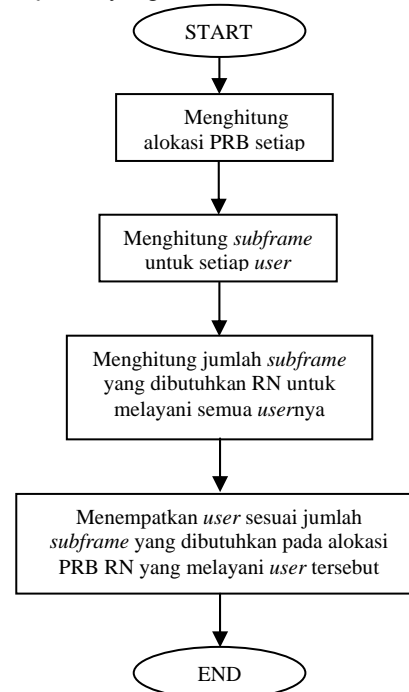 START
Menghitung
alokasi PRB setiap
Menghitung subframe
untuk setiap user
Menghitung jumlah subframe
yang dibutuhkan RN untuk
melayani semua usernya
Menempatkan user sesuai jumlah
subframe yang dibutuhkan pada alokasi
PRB RN yang melayani user tersebut
END